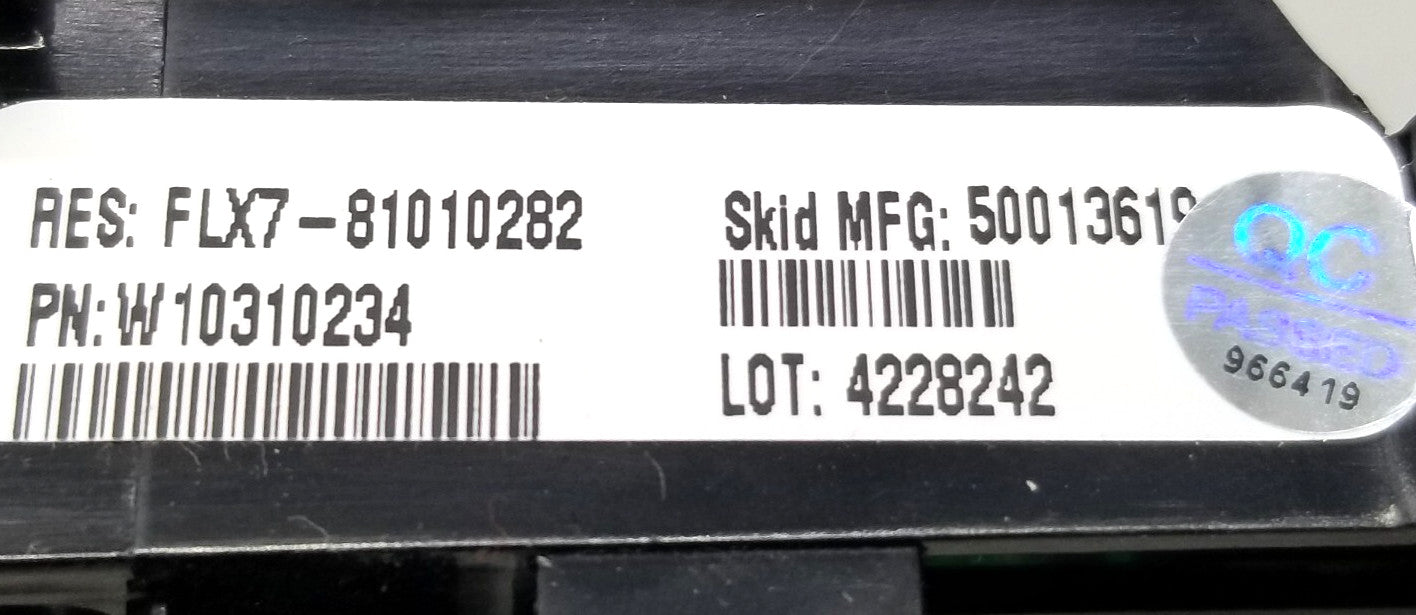 RES: FLX7-81010282
PN: W10310234
Skid MFG: 50013619
LOT: 4228242
QC
PASSED
966419